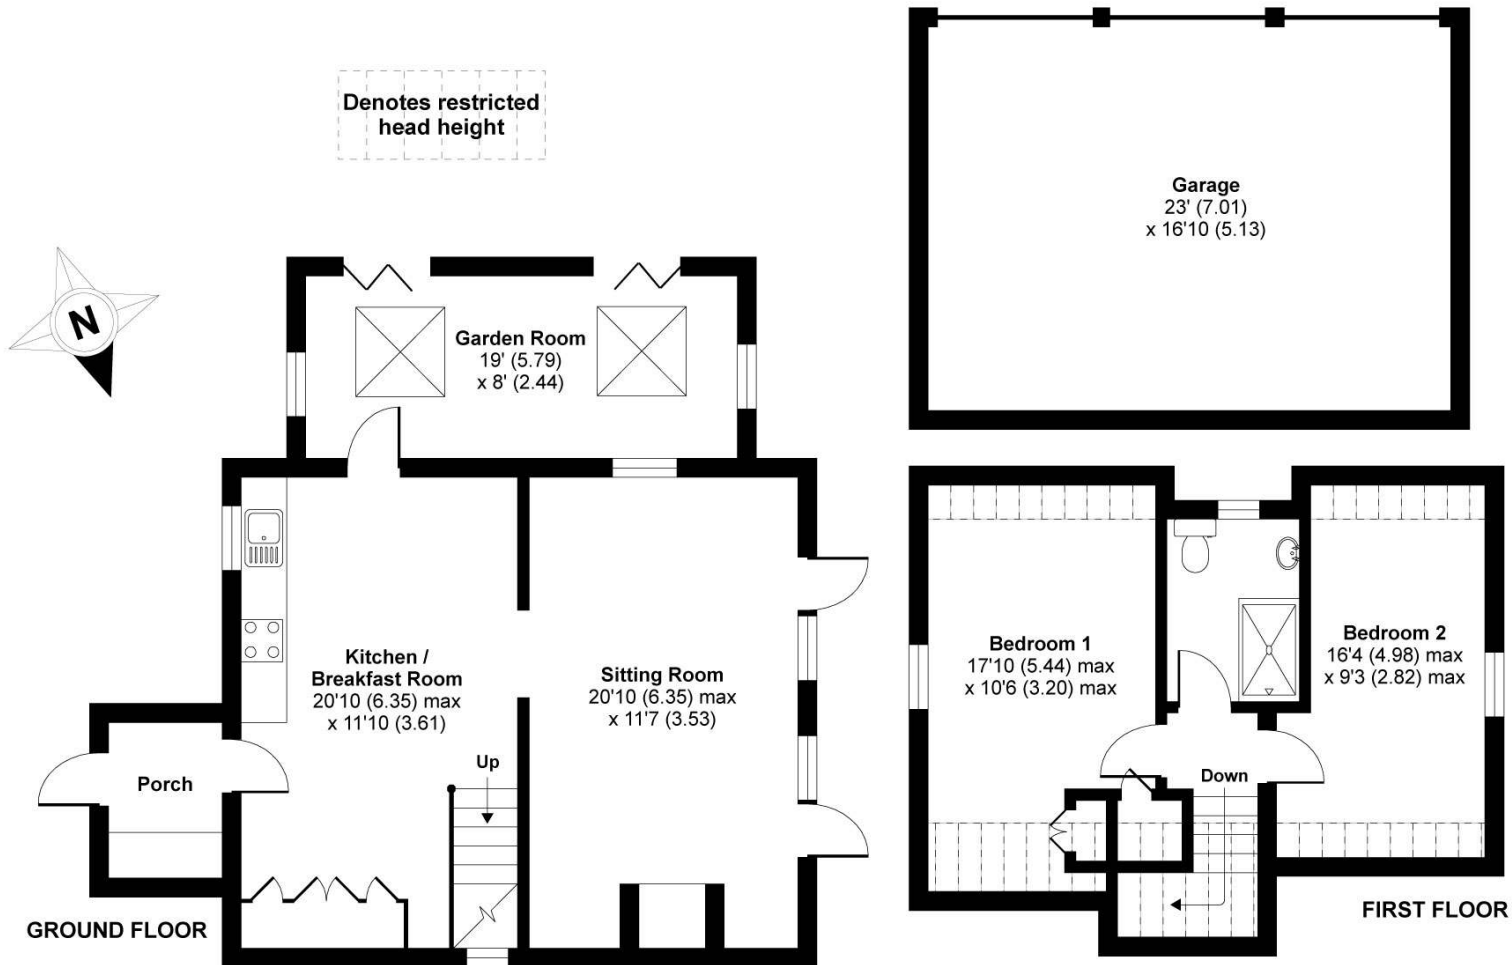 Denotes restricted
head height
N
Garage
23' (7.01)
x 16'10 (5.13)
Garden Room
19' (5.79)
x 8' (2.44)
Kitchen /
Breakfast Room
20'10 (6.35) max
x 11'10 (3.61)
Sitting Room
20'10 (6.35) max
x 11'7 (3.53)
Up
Porch
GROUND FLOOR
Bedroom 1
17'10 (5.44) max
x 10'6 (3.20) max
Bedroom 2
16'4 (4.98) max
x 9'3 (2.82) max
Down
FIRST FLOOR